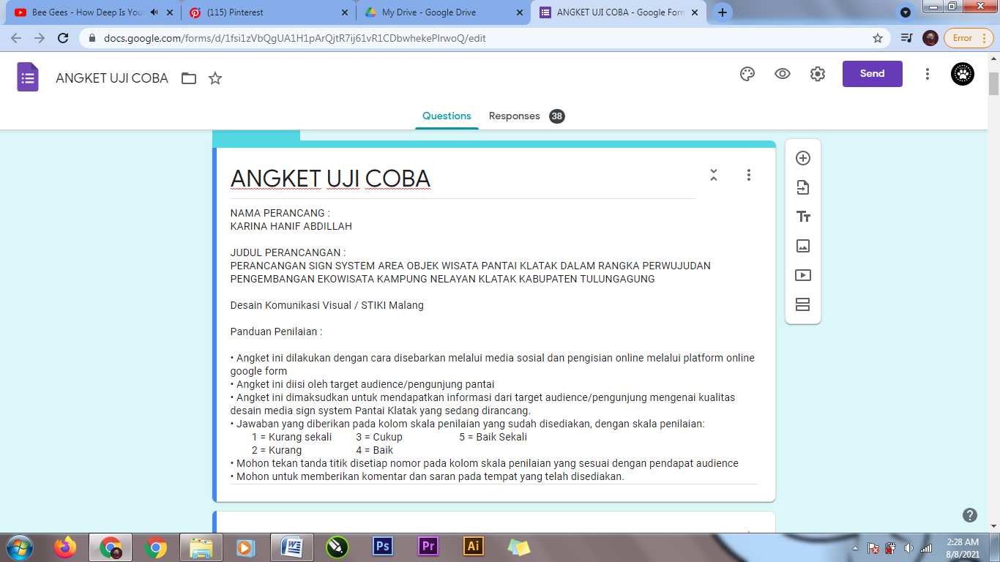 Bee Gees - How Deep Is You
(115) Pinterest
My Drive - Google Drive
ANGKET UJI COBA - Google Forn
docs.google.com/forms/d/1fsi1zVbQgUA1H1pArQjtR7ij61vR1CDbwhekePIrwoQ/edit
Error
ANGKET UJI COBA
Send
Questions
Responses 38
ANGKET UJI COBA
NAMA PERANCANG :
KARINA HANIF ABDILLAH
JUDUL PERANCANGAN :
PERANCANGAN SIGN SYSTEM AREA OBJEK WISATA PANTAI KLATAK DALAM RANGKA PERWUJUDAN
PENGEMBANGAN EKOWISATA KAMPUNG NELAYAN KLATAK KABUPATEN TULUNGAGUNG
Desain Komunikasi Visual / STIKI Malang
Panduan Penilaian :
• Angket ini dilakukan dengan cara disebarkan melalui media sosial dan pengisian online melalui platform online
google form
• Angket ini diisi oleh target audience/pengunjung pantai
• Angket ini dimaksudkan untuk mendapatkan informasi dari target audience/pengunjung mengenai kualitas
desain media sign system Pantai Klatak yang sedang dirancang.
• Jawaban yang diberikan pada kolom skala penilaian yang sudah disediakan, dengan skala penilaian:
1 = Kurang sekali 3 = Cukup 5 = Baik Sekali
2 = Kurang 4 = Baik
• Mohon tekan tanda titik disetiap nomor pada kolom skala penilaian yang sesuai dengan pendapat audience
• Mohon untuk memberikan komentar dan saran pada tempat yang telah disediakan.
Ps
Pr
Ai
2:28 AM
8/8/2021